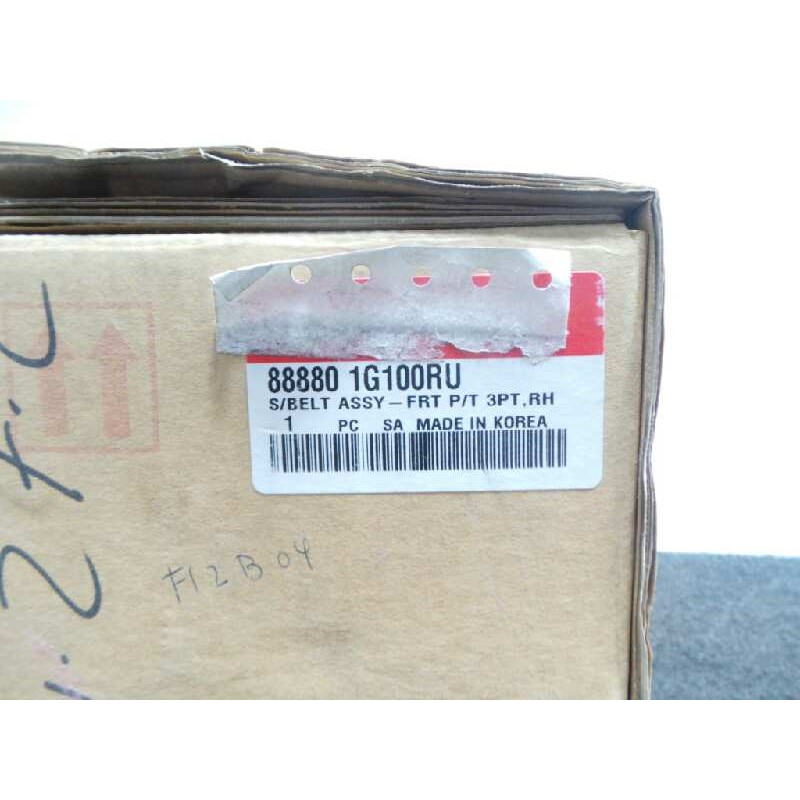 88880 1G100RU
S/BELT ASSY-FRT P/T 3PT,RH
1 PC SA MADE IN KOREA
F12B04